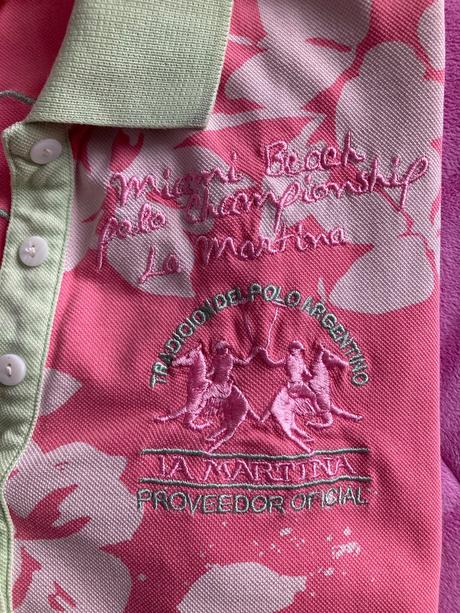 Miami Beach
polo championship
La Martina
TRADICION DEL POLO ARGENTINO
LA MARTINA
PROVEEDOR OFICIAL